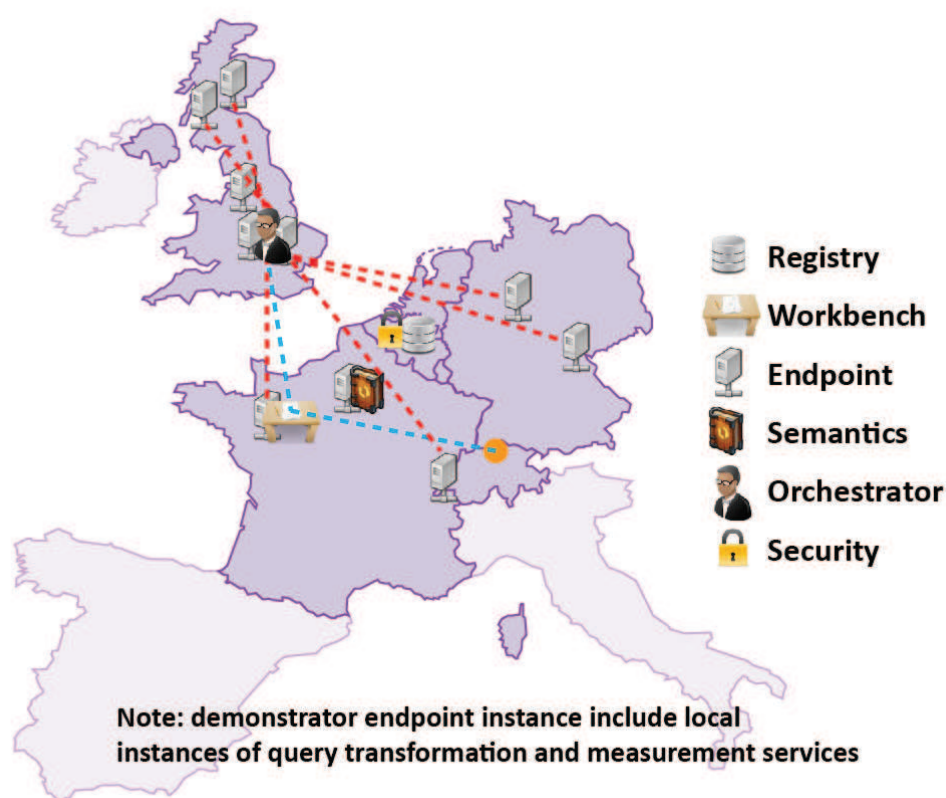 Registry
Workbench
Endpoint
Semantics
Orchestrator
Security
Note: demonstrator endpoint instance include local
instances of query transformation and measurement services